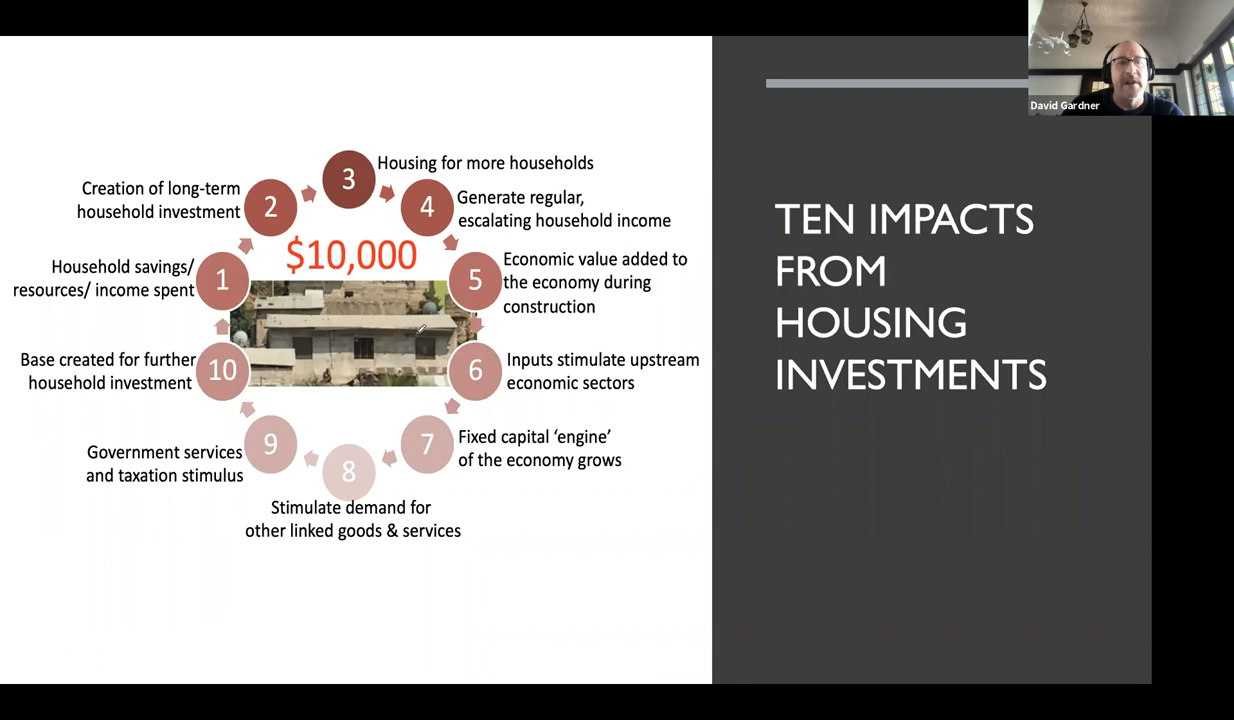 David Gardner
TEN IMPACTS
FROM
HOUSING
INVESTMENTS
$10,000
1
Household savings/
resources/ income spent
2
Creation of long-term
household investment
3
Housing for more households
4
Generate regular,
escalating household income
5
Economic value added to
the economy during
construction
6
Inputs stimulate upstream
economic sectors
7
Fixed capital ‘engine’
of the economy grows
8
Stimulate demand for
other linked goods & services
9
Government services
and taxation stimulus
10
Base created for further
household investment